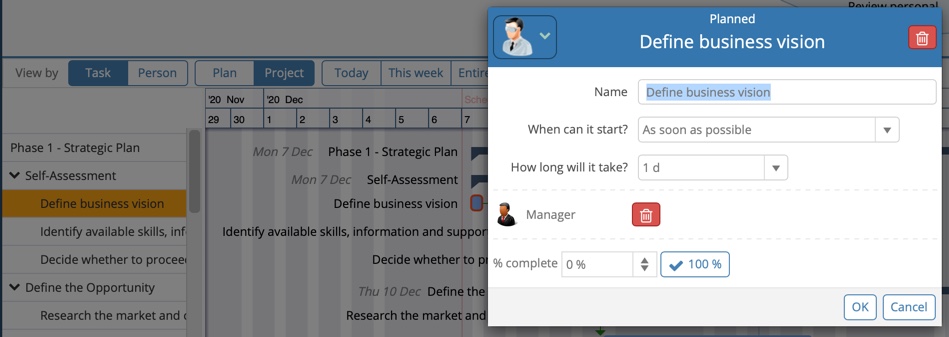 Review personal
View by Task Person Plan Project Today This week Entire
'20 Nov '20 Dec Sche
29 30 1 2 3 4 5 6 7
Phase 1 - Strategic Plan
Self-Assessment
Define business vision
Identify available skills, inf
Decide whether to procee
Define the Opportunity
Research the market and c
Mon 7 Dec Phase 1 - Strategic Plan
Mon 7 Dec Self-Assessment
Define business vision
Identify available skills, information and suppor
Decide whether to pr
Thu 10 Dec Define the
Research the market and
Planned
Define business vision
Name Define business vision
When can it start? As soon as possible
How long will it take? 1 d
Manager
% complete 0 % 100 %
OK Cancel